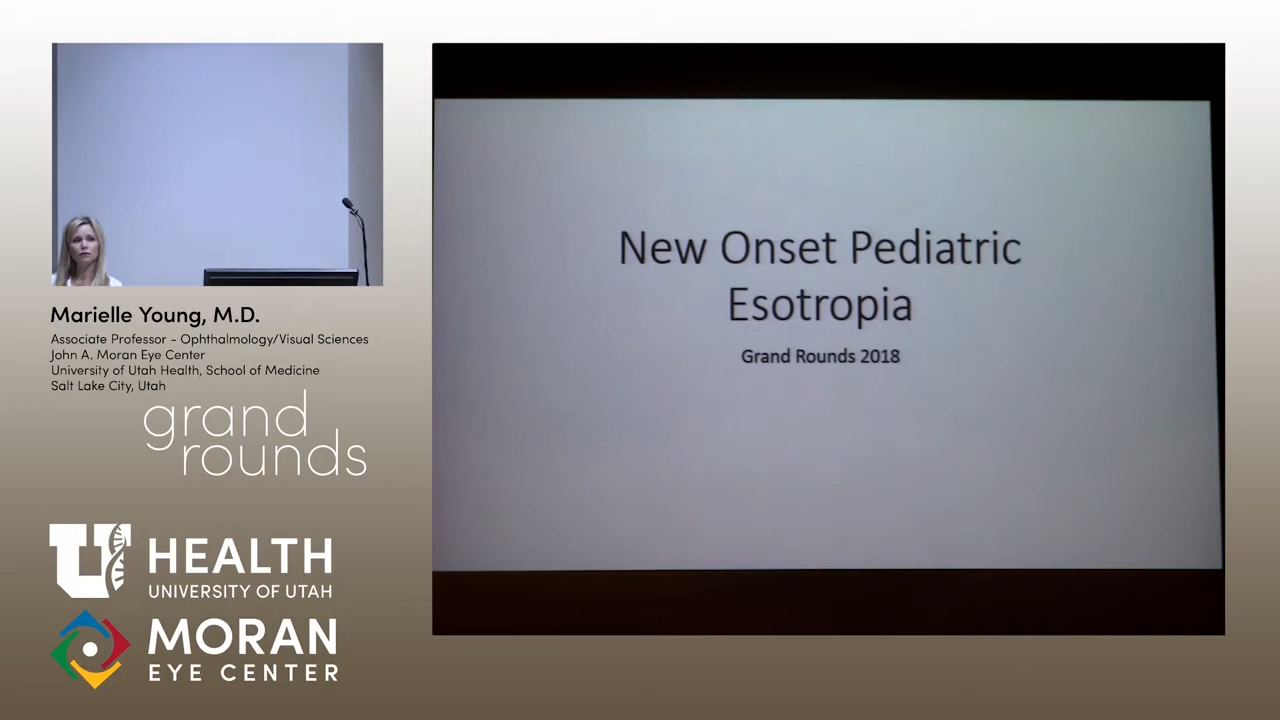 Marielle Young, M.D.
Associate Professor - Ophthalmology/Visual Sciences
John A. Moran Eye Center
University of Utah Health, School of Medicine
Salt Lake City, Utah
grand
rounds
U HEALTH
UNIVERSITY OF UTAH
MORAN
EYE CENTER
New Onset Pediatric
Esotropia
Grand Rounds 2018